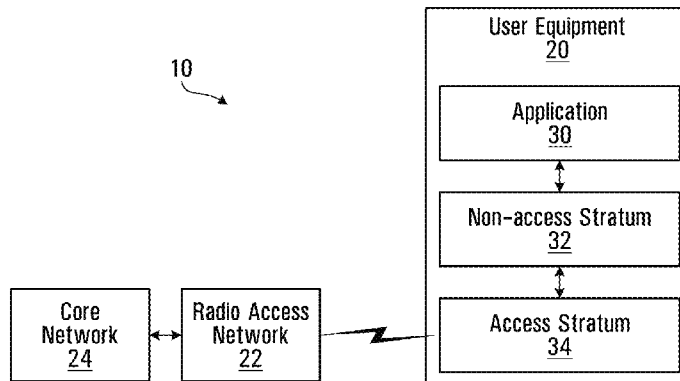 User Equipment
20
10
Application
30
Non-access Stratum
32
Core
Network
24
Radio Access
Network
22
Access Stratum
34